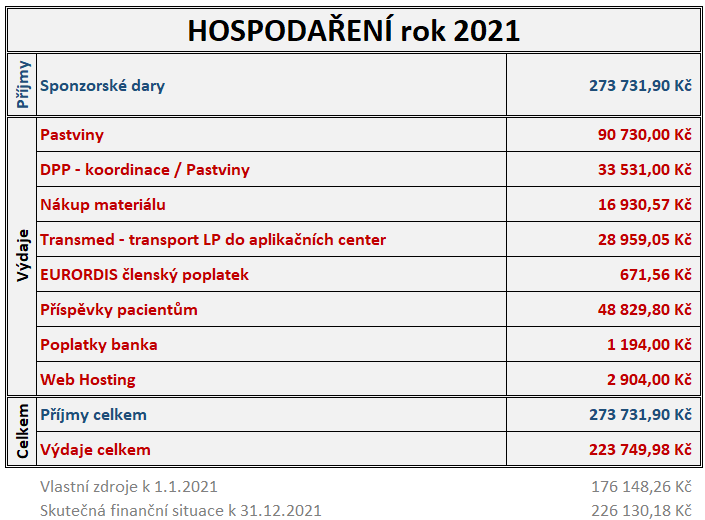 HOSPODAŘENÍ rok 2021
Příjmy
Sponzorské dary 273 731,90 Kč
Výdaje
Pastviny 90 730,00 Kč
DPP - koordinace / Pastviny 33 531,00 Kč
Nákup materiálu 16 930,57 Kč
Transmed - transport LP do aplikačních center 28 959,05 Kč
EURORDIS členský poplatek 671,56 Kč
Příspěvky pacientům 48 829,80 Kč
Poplatky banka 1 194,00 Kč
Web Hosting 2 904,00 Kč
Celkem
Příjmy celkem 273 731,90 Kč
Výdaje celkem 223 749,98 Kč
Vlastní zdroje k 1.1.2021 176 148,26 Kč
Skutečná finanční situace k 31.12.2021 226 130,18 Kč